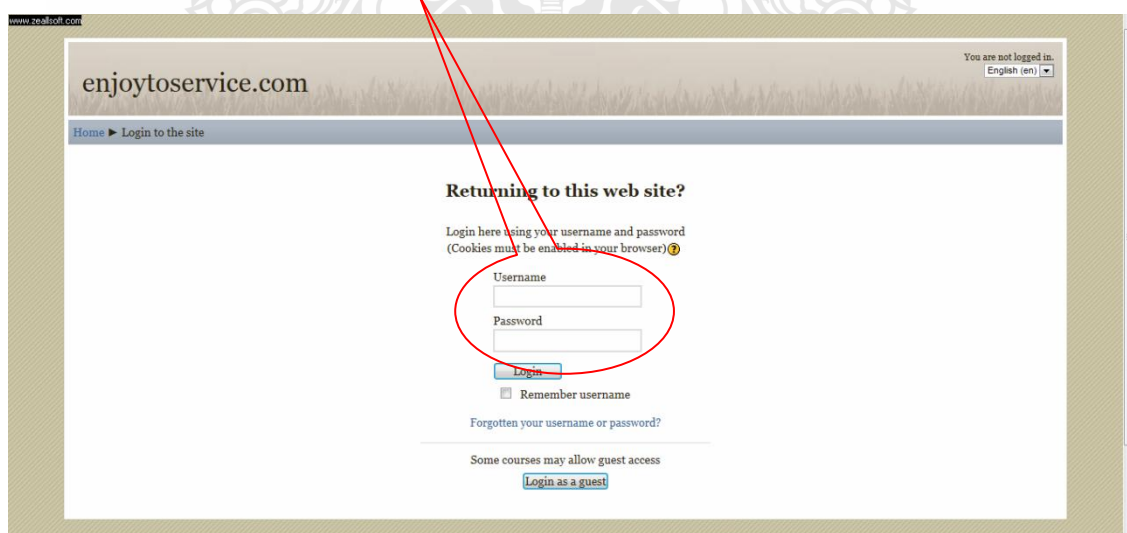 www.zeallsoft.com
You are not logged in.
English (en)
enjoytoservice.com
Home ► Login to the site
Returning to this web site?
Login here using your username and password
(Cookies must be enabled in your browser)
Username
Password
Login
Remember username
Forgotten your username or password?
Some courses may allow guest access
Login as a guest